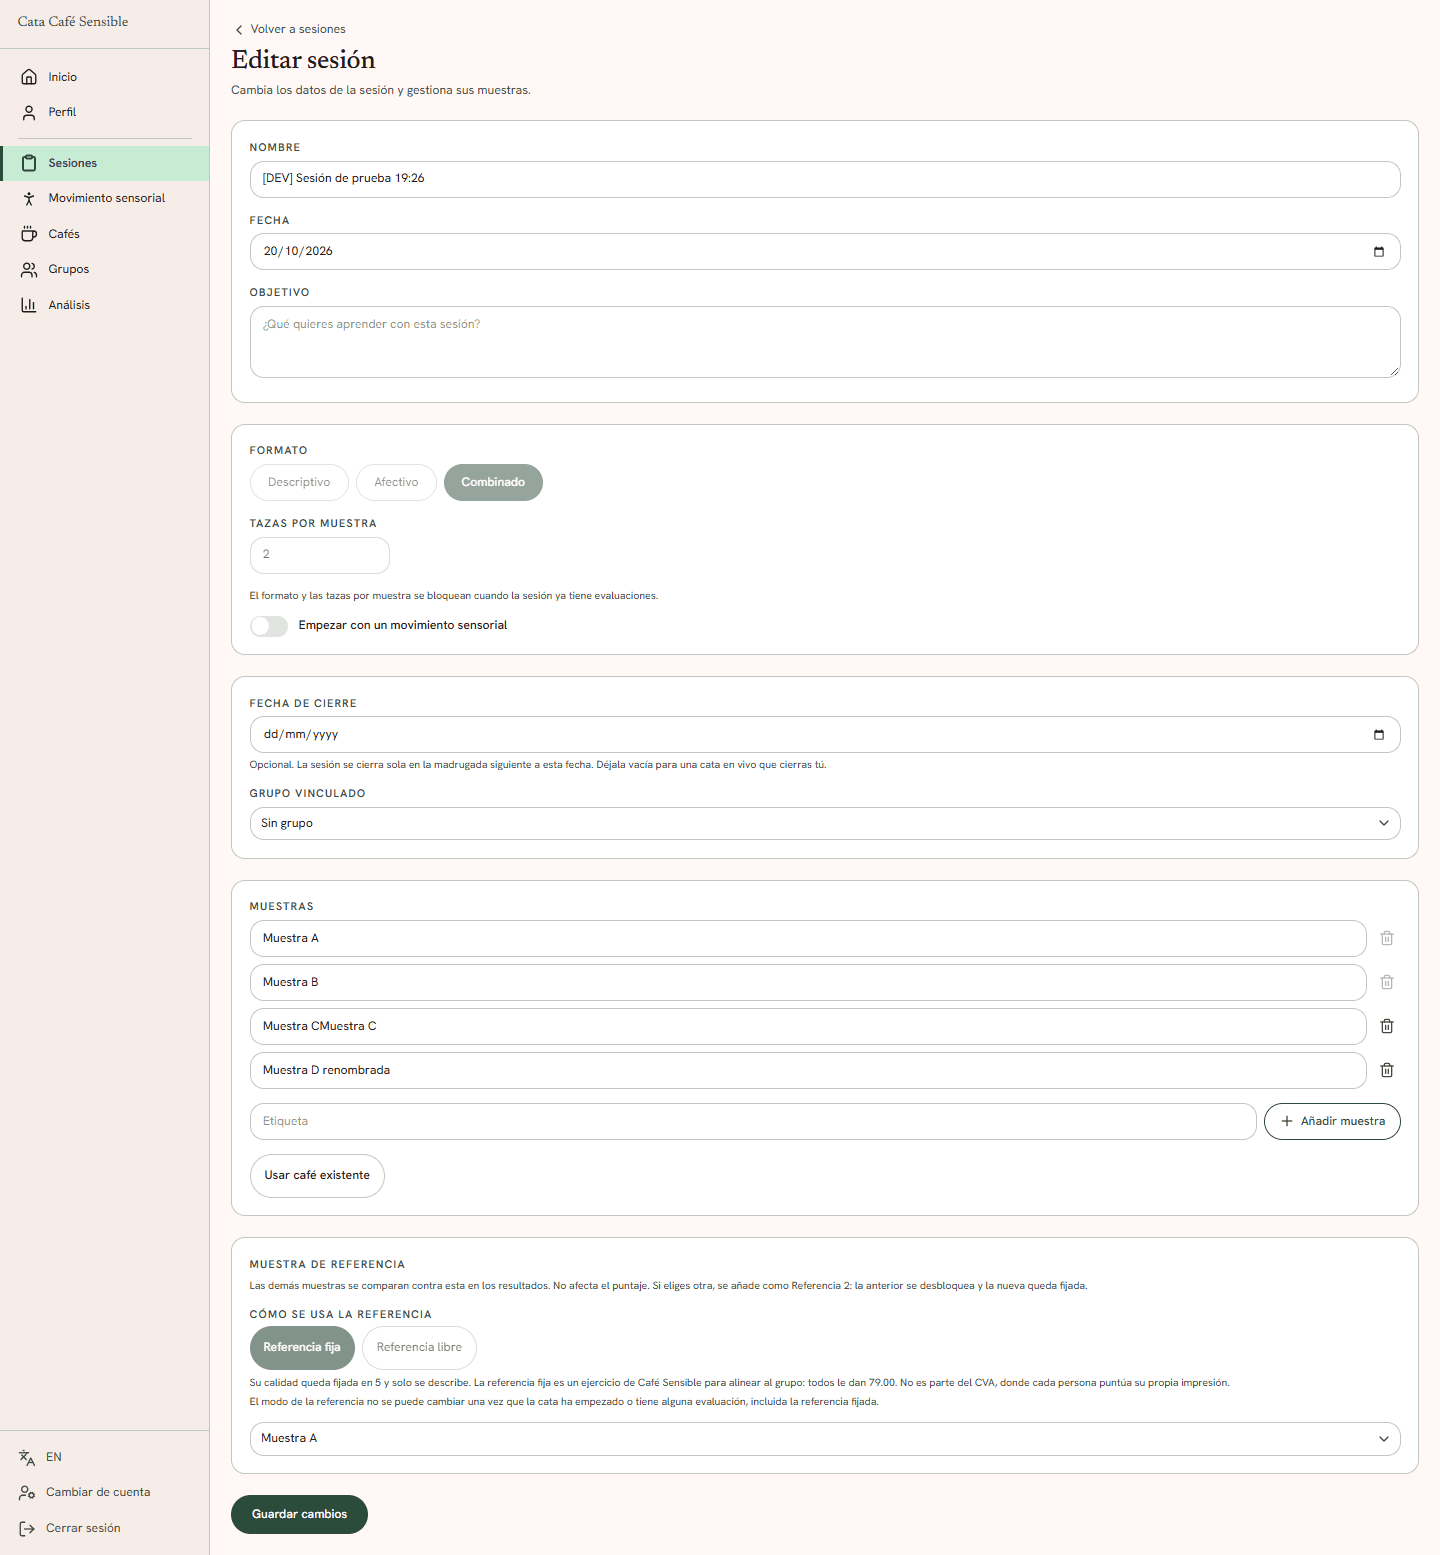 Cata Café Sensible
Inicio
Perfil
Sesiones
Movimiento sensorial
Cafés
Grupos
Análisis
EN
Cambiar de cuenta
Cerrar sesión
Volver a sesiones
Editar sesión
Cambia los datos de la sesión y gestiona sus muestras.
NOMBRE
[DEV] Sesión de prueba 19:26
FECHA
20/10/2026
OBJETIVO
¿Qué quieres aprender con esta sesión?
FORMATO
Descriptivo Afectivo Combinado
TAZAS POR MUESTRA
2
El formato y las tazas por muestra se bloquean cuando la sesión ya tiene evaluaciones.
Empezar con un movimiento sensorial
FECHA DE CIERRE
dd/mm/yyyy
Opcional. La sesión se cierra sola en la madrugada siguiente a esta fecha. Déjala vacía para una cata en vivo que cierras tú.
GRUPO VINCULADO
Sin grupo
MUESTRAS
Muestra A
Muestra B
Muestra CMuestra C
Muestra D renombrada
Etiqueta Añadir muestra
Usar café existente
MUESTRA DE REFERENCIA
Las demás muestras se comparan contra esta en los resultados. No afecta el puntaje. Si eliges otra, se añade como Referencia 2: la anterior se desbloquea y la nueva queda fijada.
CÓMO SE USA LA REFERENCIA
Referencia fija Referencia libre
Su calidad queda fijada en 5 y solo se describe. La referencia fija es un ejercicio de Café Sensible para alinear al grupo: todos le dan 79.00. No es parte del CVA, donde cada persona puntúa su propia impresión.
El modo de la referencia no se puede cambiar una vez que la cata ha empezado o tiene alguna evaluación, incluida la referencia fijada.
Muestra A
Guardar cambios